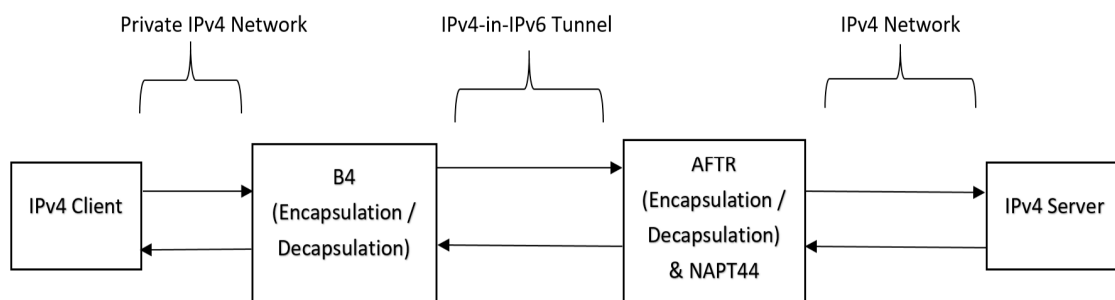 Private IPv4 Network
IPv4-in-IPv6 Tunnel
IPv4 Network
IPv4 Client
B4
(Encapsulation /
Decapsulation)
AFTR
(Encapsulation /
Decapsulation)
& NAPT44
IPv4 Server